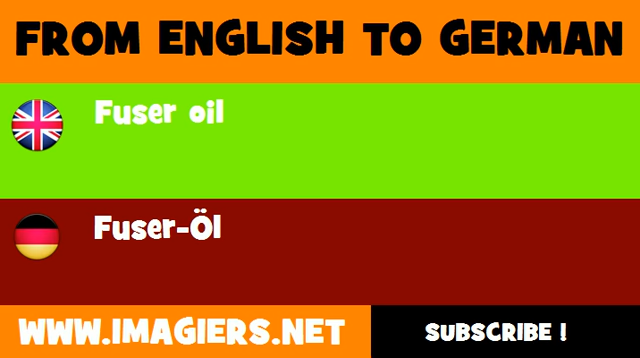 FROM ENGLISH TO GERMAN
Fuser oil
Fuser-Öl
WWW.IMAGIERS.NET
SUBSCRIBE !